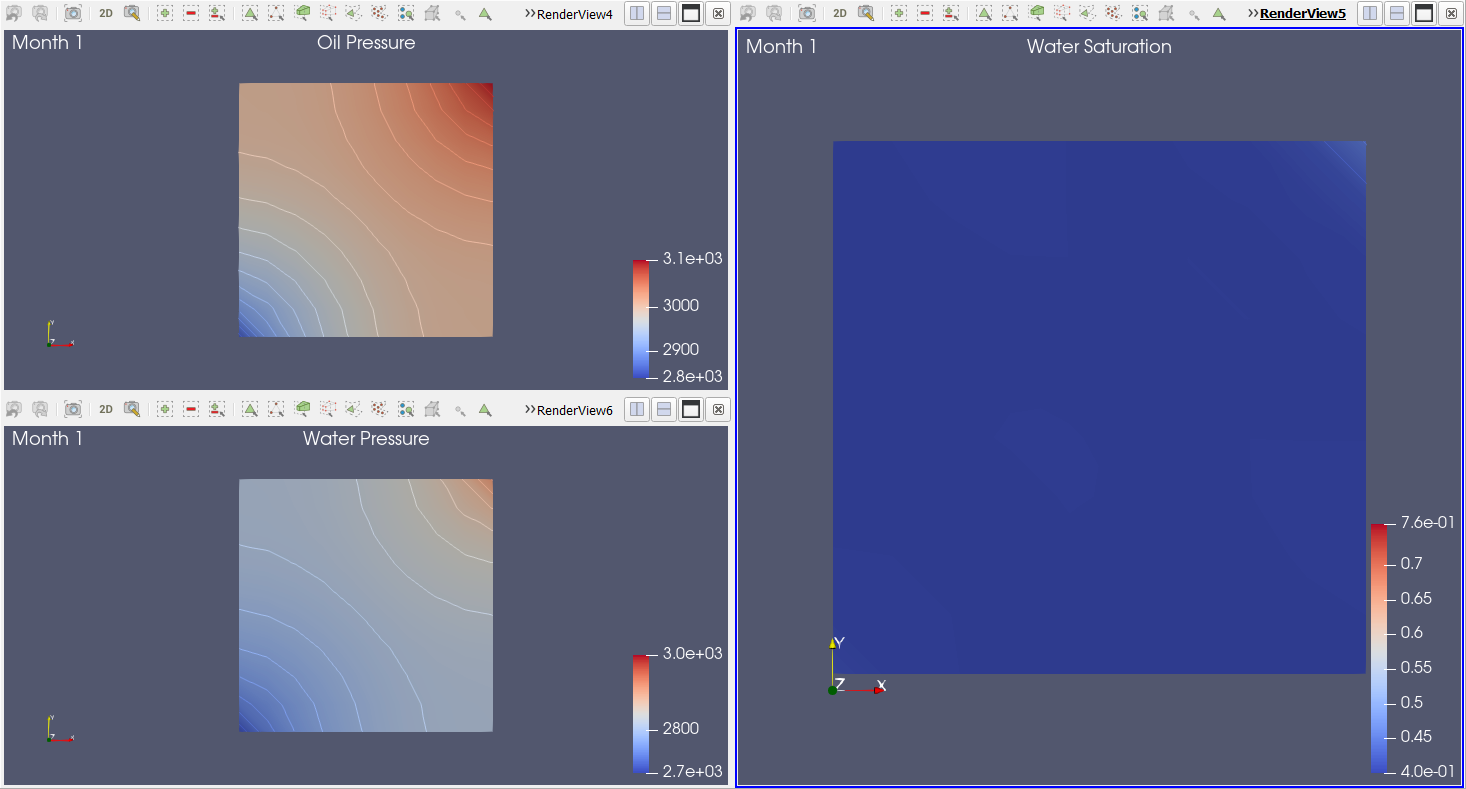 2D
RenderView4
Month 1
Oil Pressure
3.1e+03
3000
2900
2.8e+03
Y
Z
X
2D
RenderView6
Month 1
Water Pressure
3.0e+03
2800
2.7e+03
Y
Z
X
2D
RenderView5
Month 1
Water Saturation
7.6e-01
0.7
0.65
0.6
0.55
0.5
0.45
4.0e-01
Y
Z
X